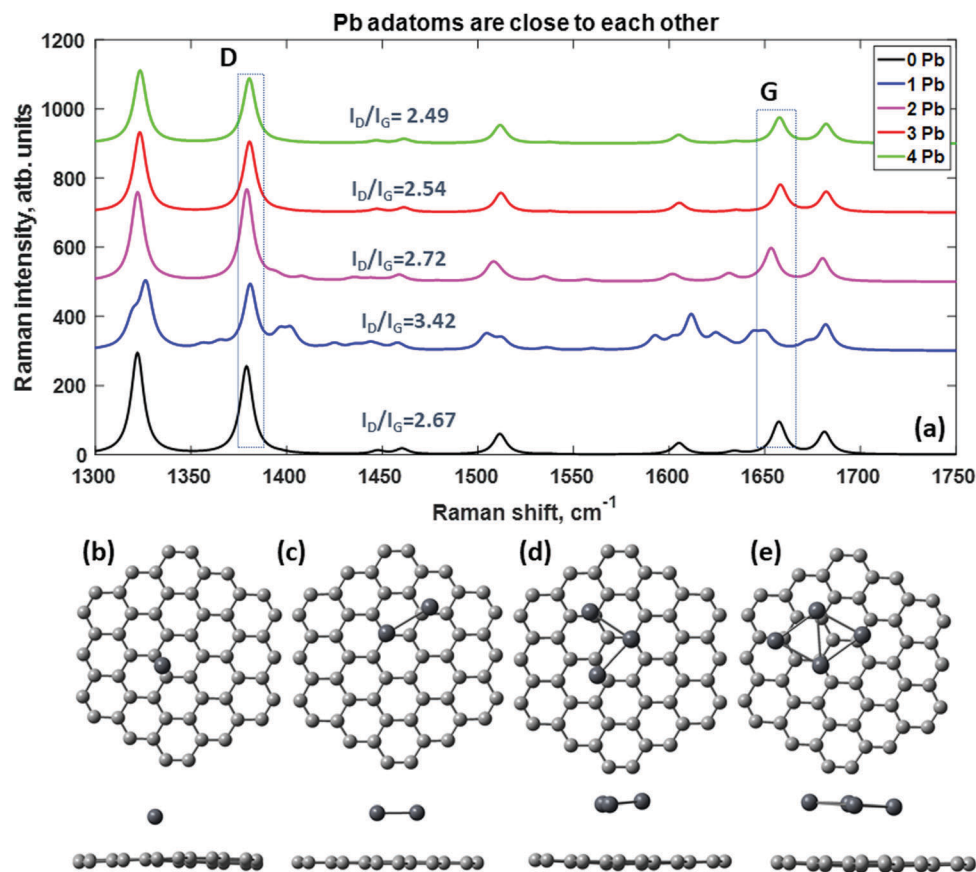 Pb adatoms are close to each other
1200
1000
800
600
400
200
0
Raman intensity, atb. units
D
G
0 Pb
1 Pb
2 Pb
3 Pb
4 Pb
I_D/I_G= 2.49
I_D/I_G=2.54
I_D/I_G=2.72
I_D/I_G=3.42
I_D/I_G=2.67
(a)
1300 1350 1400 1450 1500 1550 1600 1650 1700 1750
Raman shift, cm⁻¹
(b) (c) (d) (e)